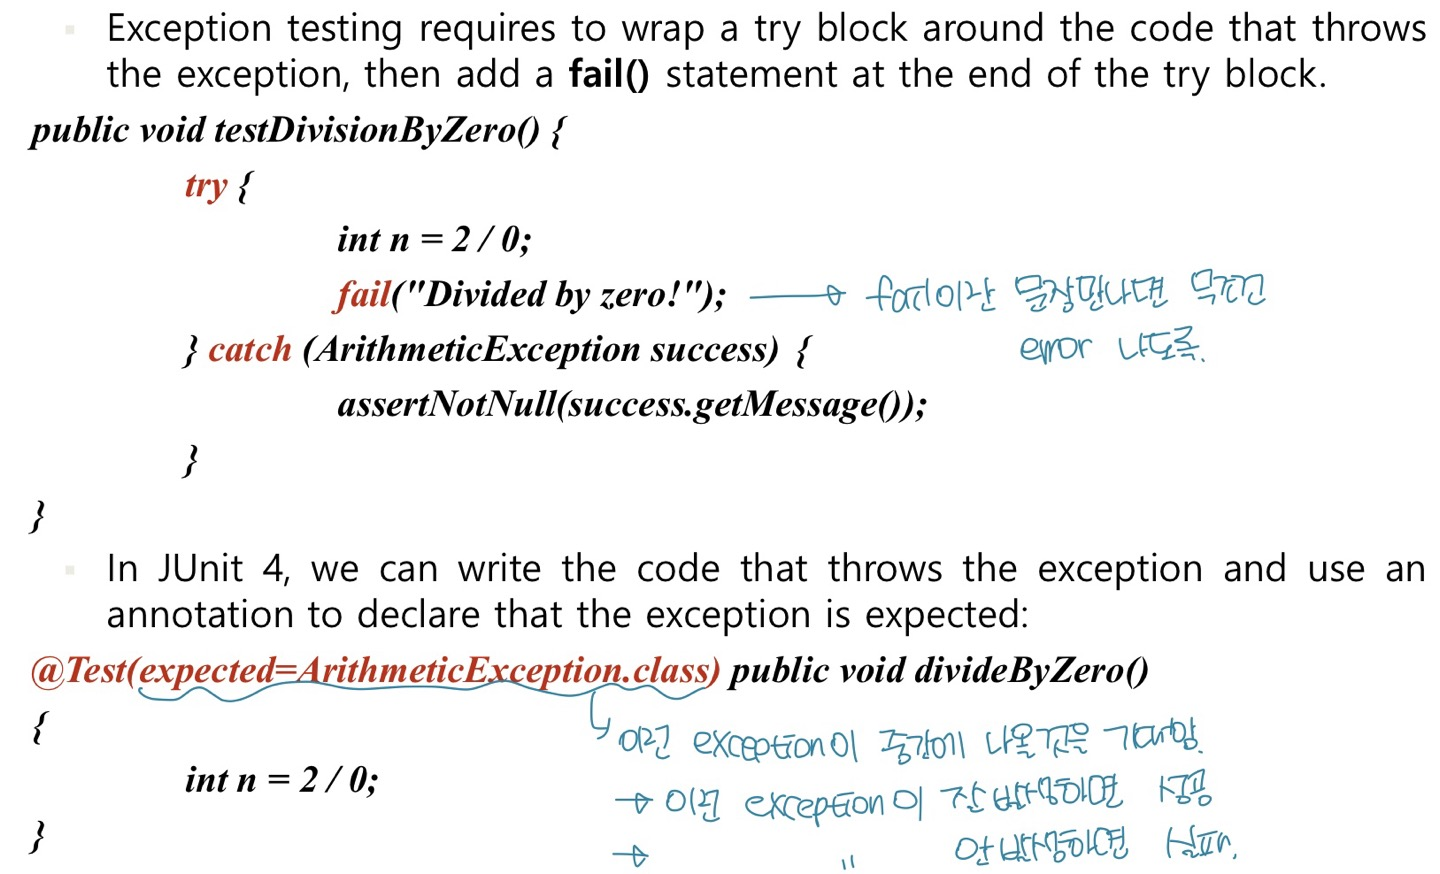 Exception testing requires to wrap a try block around the code that throws
the exception, then add a fail() statement at the end of the try block.
public void testDivisionByZero() {
try {
int n = 2 / 0;
fail("Divided by zero!"); → fail이란 문장만나면 무조건
} catch (ArithmeticException success) { error 나도록.
assertNotNull(success.getMessage());
}
}
In JUnit 4, we can write the code that throws the exception and use an
annotation to declare that the exception is expected:
@Test(expected=ArithmeticException.class) public void divideByZero()
{
이런 exception이 중간에 나올것을 기대함.
int n = 2 / 0;
→ 이런 exception이 잘 발생하면 성공
}
→ " 안 발생하면 실패.